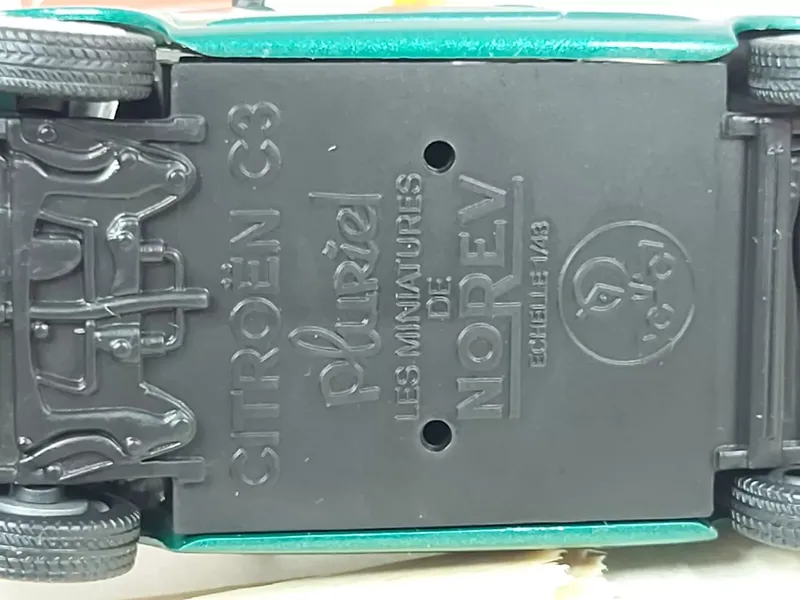 CITROËN C3
pluriel
LES MINIATURES
DE
NOREV
ECHELLE 1/43